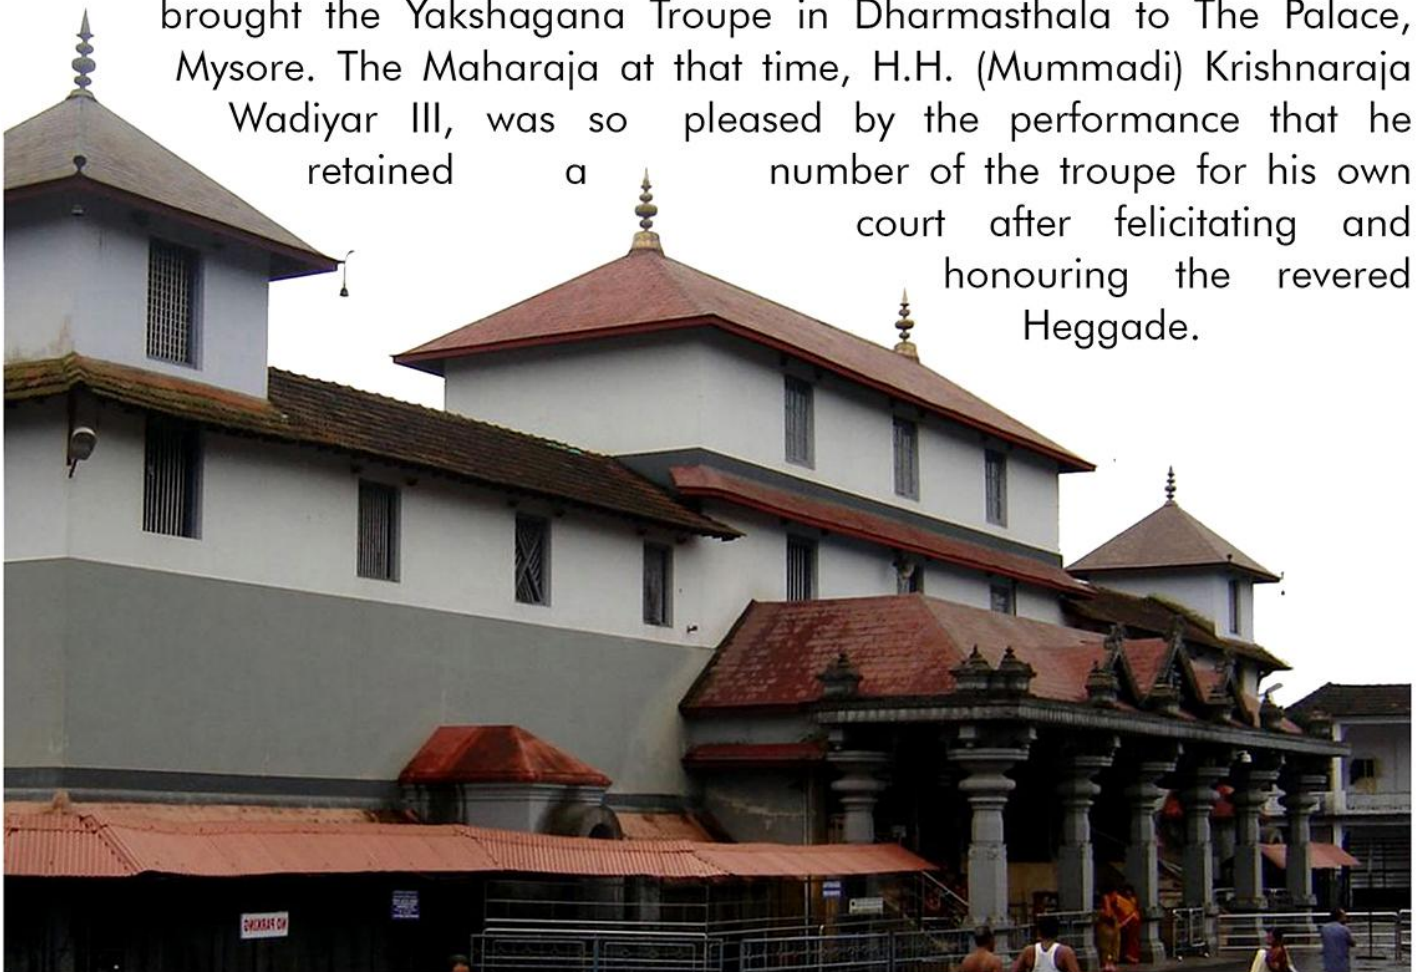 brought the Yakshagana Troupe in Dharmasthala to The Palace,
Mysore. The Maharaja at that time, H.H. (Mummadi) Krishnaraja
Wadiyar III, was so pleased by the performance that he
retained a number of the troupe for his own
court after felicitating and
honouring the revered
Heggade.
NO PARKING